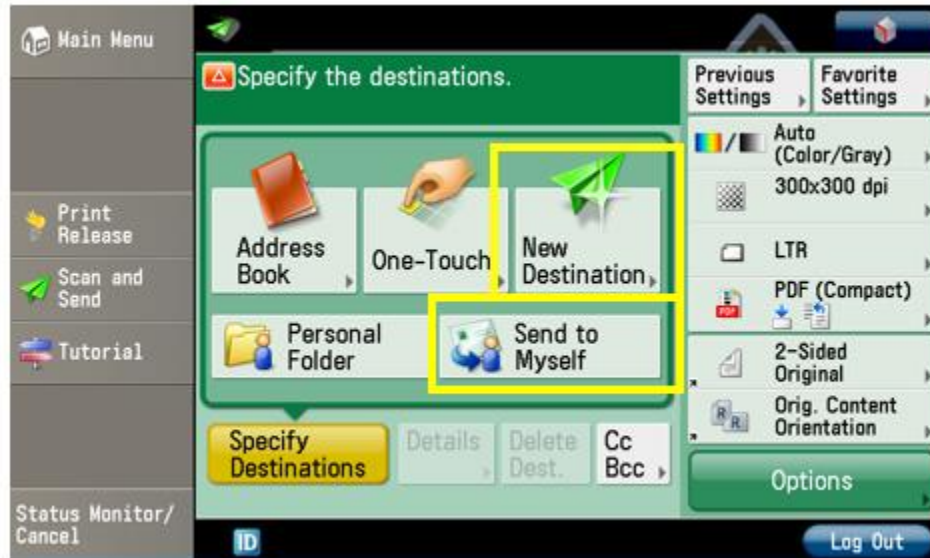 Main Menu
Print
Release
Scan and
Send
Tutorial
Status Monitor/
Cancel
Specify the destinations.
Address
Book
One-Touch
New
Destination
Personal
Folder
Send to
Myself
Specify
Destinations
Details
Delete
Dest.
Cc
Bcc
Previous
Settings
Favorite
Settings
Auto
(Color/Gray)
300x300 dpi
LTR
PDF (Compact)
PDF
2-Sided
Original
Orig. Content
Orientation
R R
Options
ID
Log Out